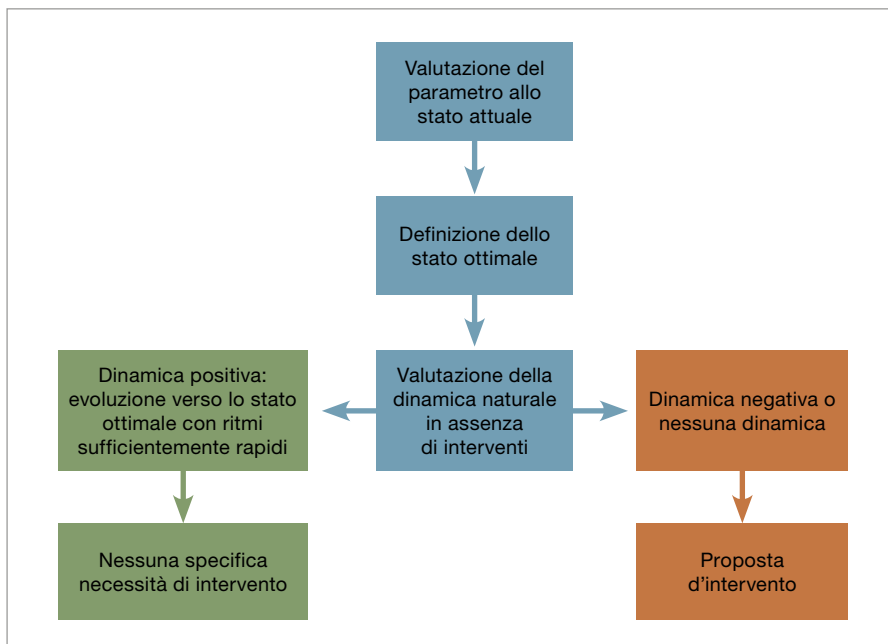 Valutazione del
parametro allo
stato attuale
Definizione dello
stato ottimale
Dinamica positiva:
evoluzione verso lo stato
ottimale con ritmi
sufficientemente rapidi
Valutazione della
dinamica naturale
in assenza
di interventi
Dinamica negativa o
nessuna dinamica
Nessuna specifica
necessità di intervento
Proposta
d’intervento